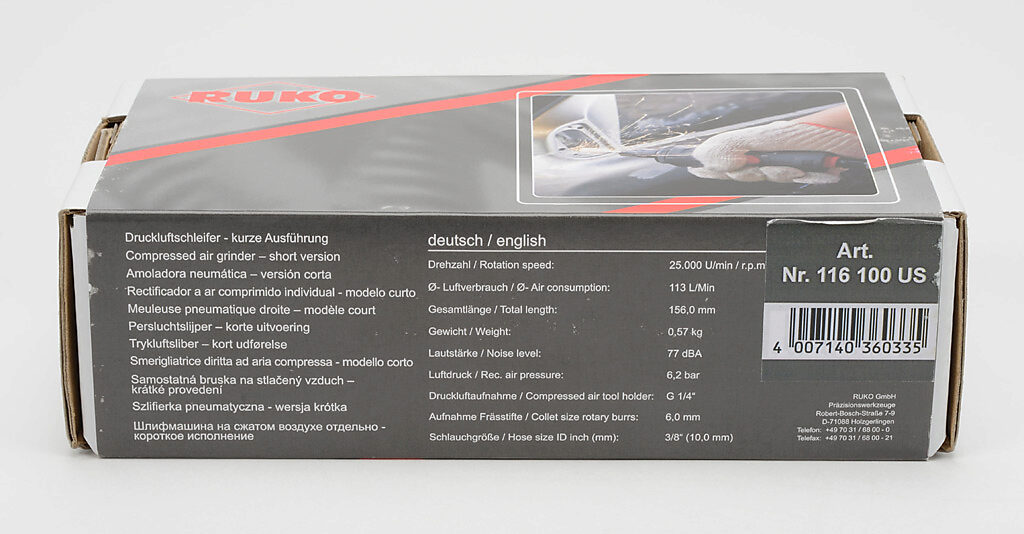 RUKO
Druckluftschleifer - kurze Ausführung
Compressed air grinder – short version
Amoladora neumática – versión corta
Rectificador a ar comprimido individual - modelo curto
Meuleuse pneumatique droite – modèle court
Persluchtslijper – korte uitvoering
Trykluftsliber – kort udførelse
Smerigliatrice diritta ad aria compressa - modello corto
Samostatná bruska na stlačený vzduch –
krátké provedení
Szlifierka pneumatyczna - wersja krótka
Шлифмашина на сжатом воздухе отдельно -
короткое исполнение
deutsch / english
Drehzahl / Rotation speed: 25.000 U/min / r.p.m
Ø- Luftverbrauch / Ø- Air consumption: 113 L/Min
Gesamtlänge / Total length: 156,0 mm
Gewicht / Weight: 0,57 kg
Lautstärke / Noise level: 77 dBA
Luftdruck / Rec. air pressure: 6,2 bar
Druckluftaufnahme / Compressed air tool holder: G 1/4"
Aufnahme Frässtifte / Collet size rotary burrs: 6,0 mm
Schlauchgröße / Hose size ID inch (mm): 3/8" (10,0 mm)
Art.
Nr. 116 100 US
4 007140 360335
RUKO GmbH
Präzisionswerkzeuge
Robert-Bosch-Straße 7-9
D-71088 Holzgerlingen
Telefon: +49 70 31 / 68 00 - 0
Telefax: +49 70 31 / 68 00 - 21